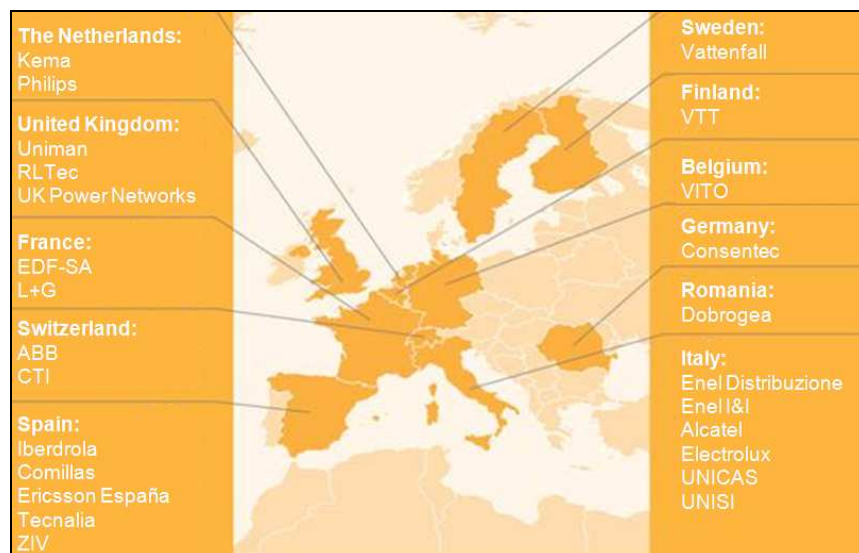 The Netherlands:
Kema
Philips
United Kingdom:
Uniman
RLTec
UK Power Networks
France:
EDF-SA
L+G
Switzerland:
ABB
CTI
Spain:
Iberdrola
Comillas
Ericsson España
Tecnalia
ZIV
Sweden:
Vattenfall
Finland:
VTT
Belgium:
VITO
Germany:
Consentec
Romania:
Dobrogea
Italy:
Enel Distribuzione
Enel I&I
Alcatel
Electrolux
UNICAS
UNISI